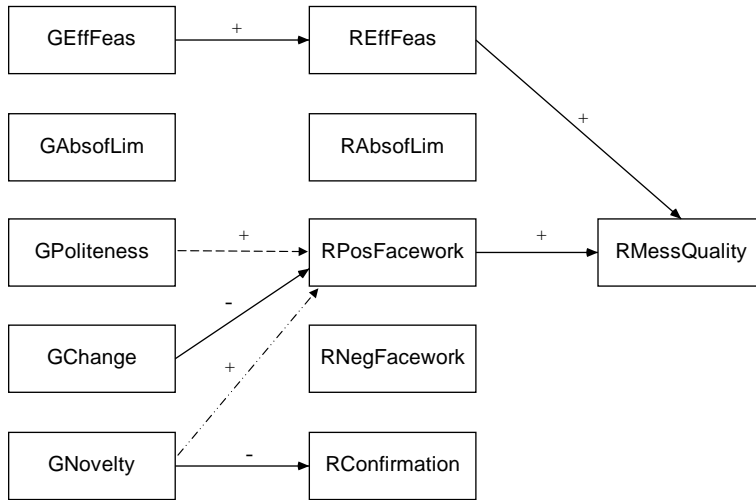 GEffFeas
+
REffFeas
+
GAbsofLim
RAbsofLim
GPoliteness
+
RPosFacework
+
RMessQuality
-
GChange
+
RNegFacework
GNovelty
-
RConfirmation